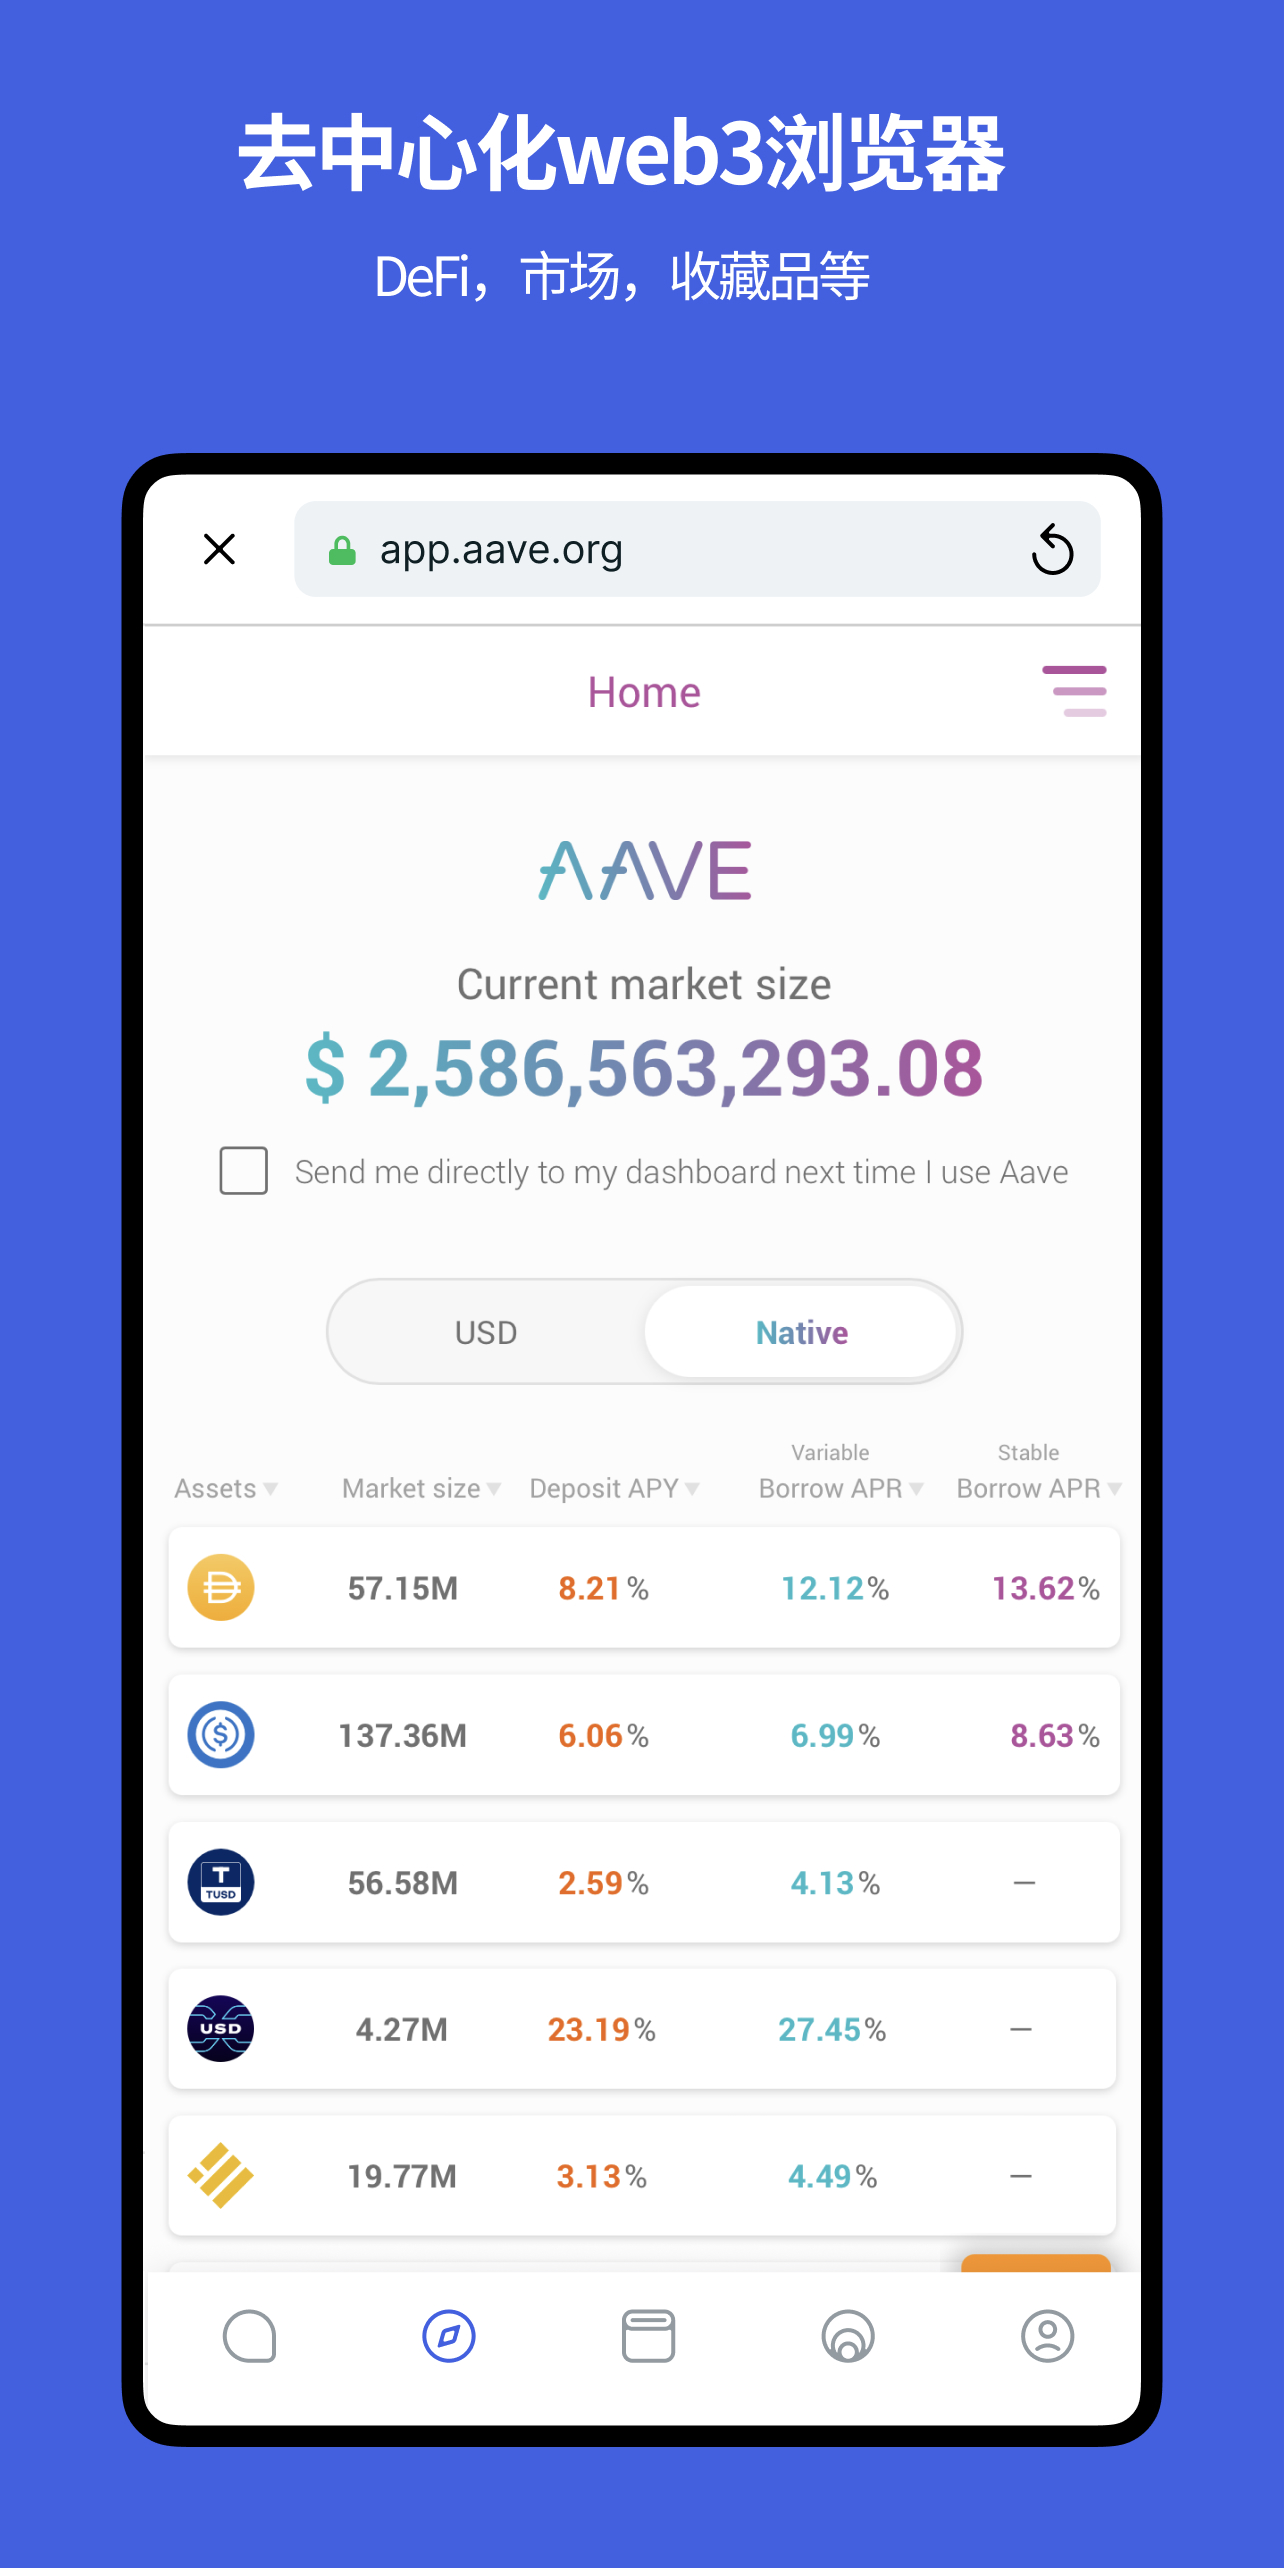 去中心化web3浏览器
DeFi，市场，收藏品等
app.aave.org
Home
AAVE
Current market size
$ 2,586,563,293.08
Send me directly to my dashboard next time I use Aave
USD Native
Variable Stable
Assets Market size Deposit APY Borrow APR Borrow APR
57.15M 8.21% 12.12% 13.62%
137.36M 6.06% 6.99% 8.63%
T
TUSD 56.58M 2.59% 4.13% —
USD 4.27M 23.19% 27.45% —
19.77M 3.13% 4.49% —